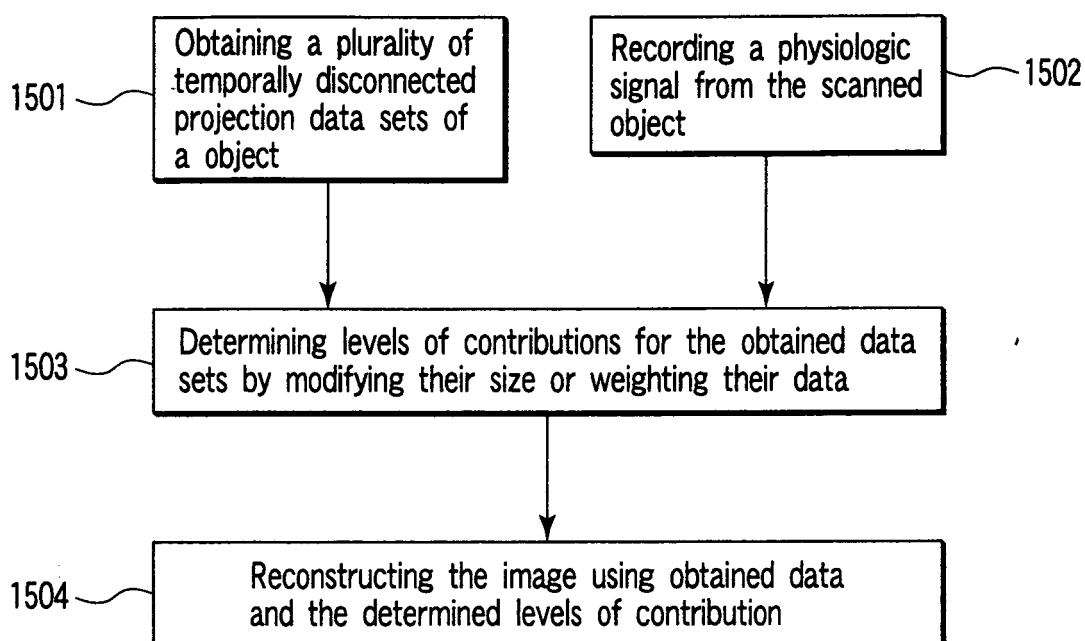 1501
Obtaining a plurality of
temporally disconnected
projection data sets of
a object
Recording a physiologic
signal from the scanned
object
1502
1503
Determining levels of contributions for the obtained data
sets by modifying their size or weighting their data
1504
Reconstructing the image using obtained data
and the determined levels of contribution